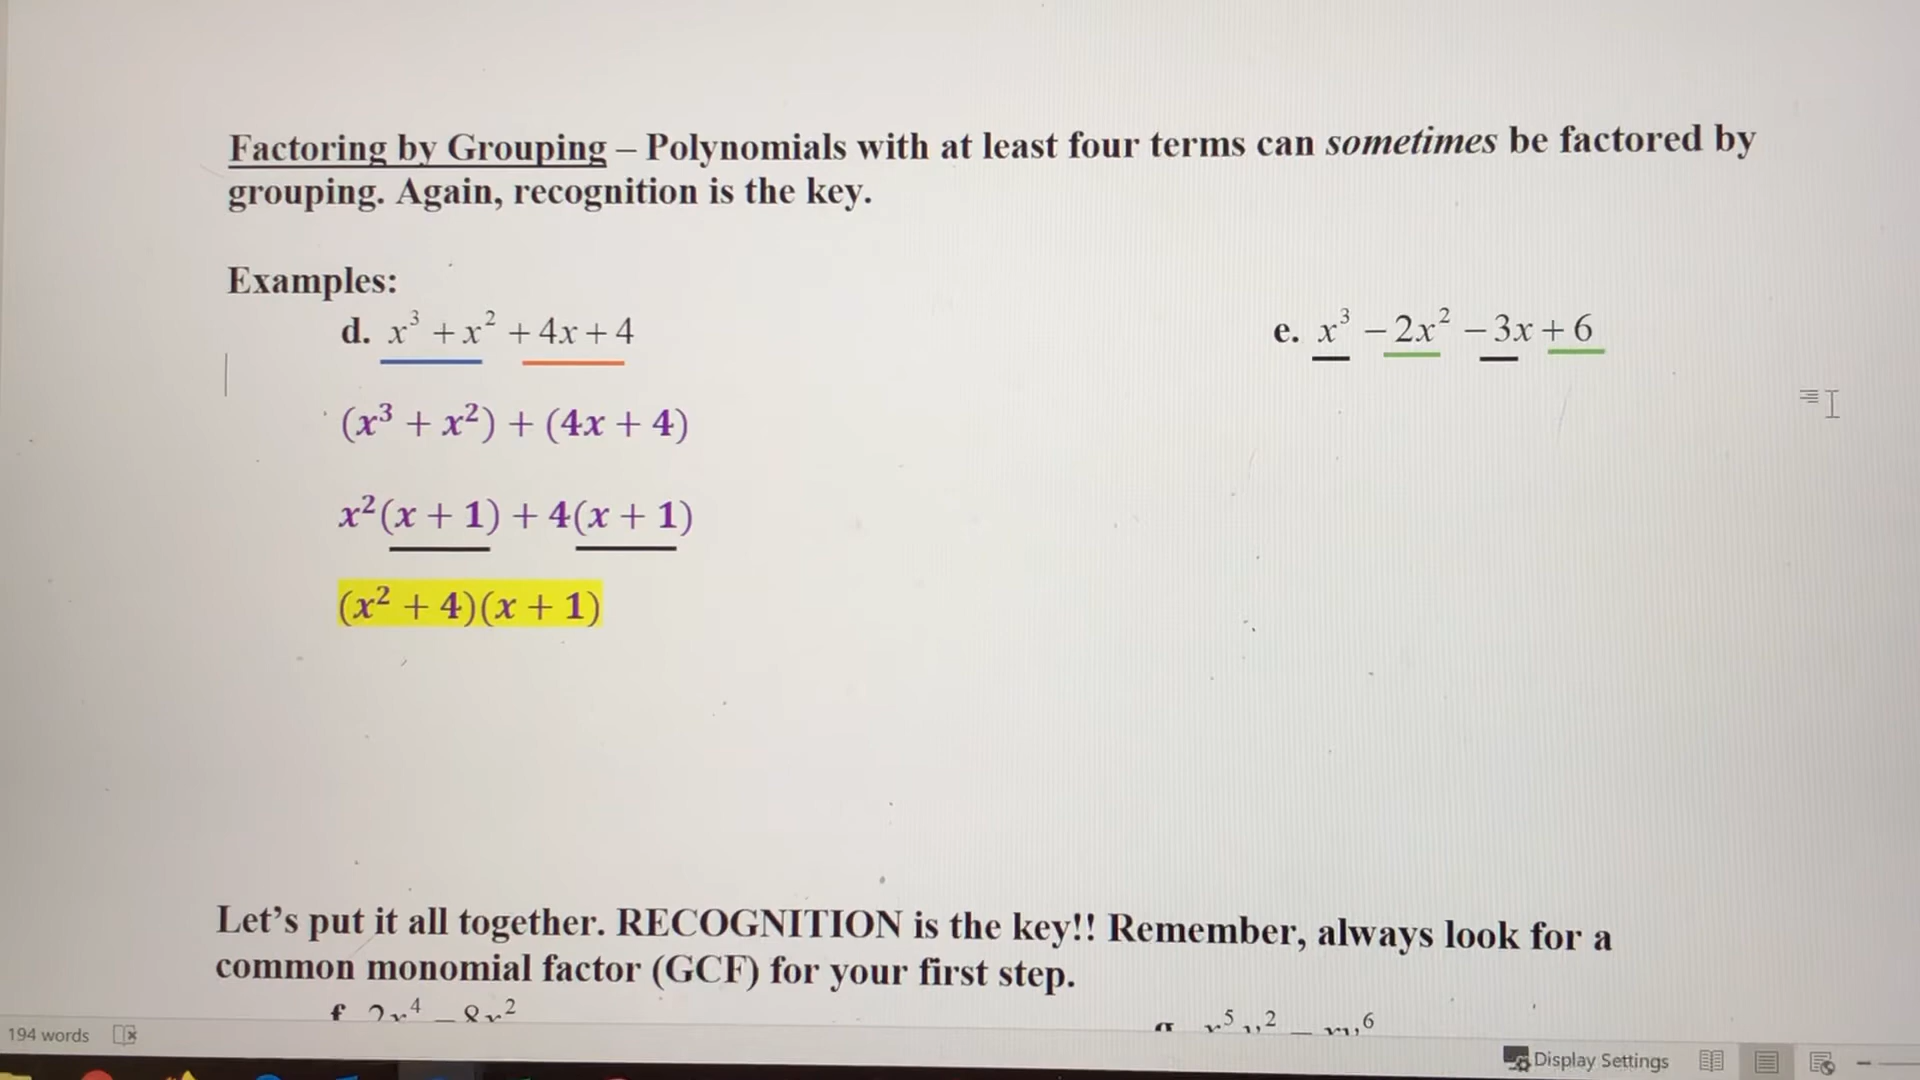 Factoring by Grouping – Polynomials with at least four terms can sometimes be factored by
grouping. Again, recognition is the key.
Examples:
d. x³ + x² + 4x + 4
e. x³ – 2x² – 3x + 6
(x³ + x²) + (4x + 4)
x²(x + 1) + 4(x + 1)
(x² + 4)(x + 1)
Let's put it all together. RECOGNITION is the key!! Remember, always look for a
common monomial factor (GCF) for your first step.
194 words
Display Settings